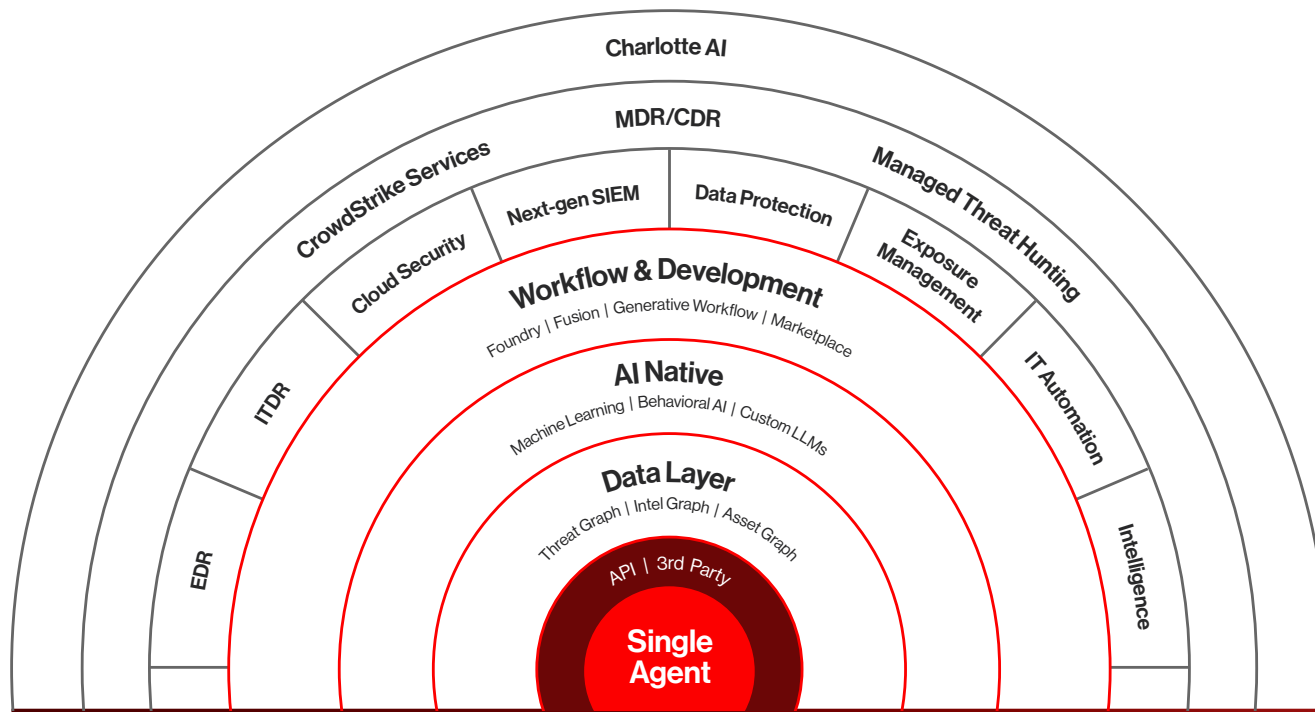 Charlotte AI
CrowdStrike Services
MDR/CDR
Managed Threat Hunting
EDR
ITDR
Cloud Security
Next-gen SIEM
Data Protection
Exposure
Management
IT Automation
Intelligence
Workflow & Development
Foundry | Fusion | Generative Workflow | Marketplace
AI Native
Machine Learning | Behavioral AI | Custom LLMs
Data Layer
Threat Graph | Intel Graph | Asset Graph
API | 3rd Party
Single
Agent